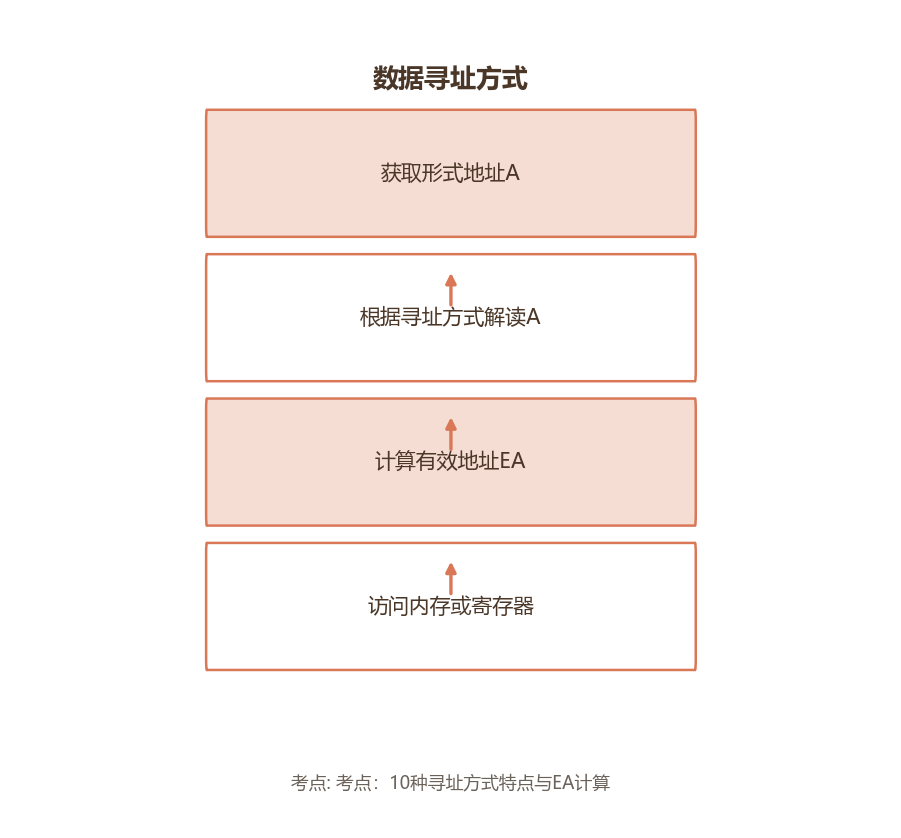 数据寻址方式
获取形式地址A
根据寻址方式解读A
计算有效地址EA
访问内存或寄存器
考点: 考点：10种寻址方式特点与EA计算